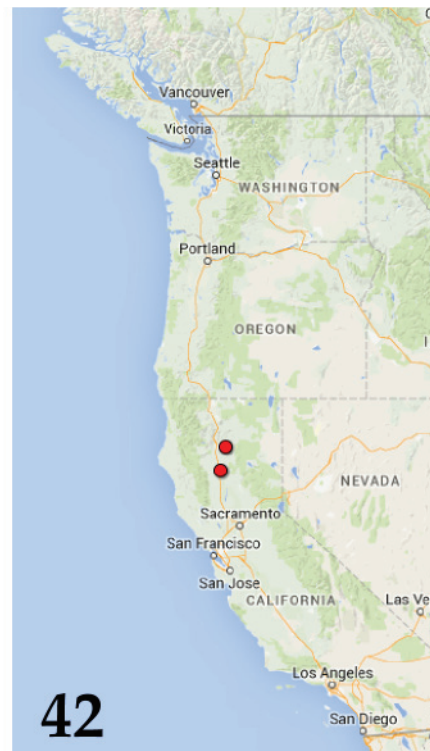 Vancouver
Victoria
Seattle
WASHINGTON
Portland
OREGON
NEVADA
Sacramento
San Francisco
San Jose
CALIFORNIA
Las Ve
Los Angeles
San Diego
42